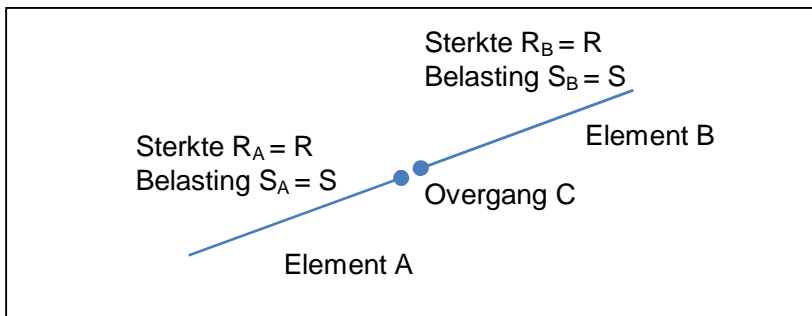 Sterkte R_B = R
Belasting S_B = S
Element B
Sterkte R_A = R
Belasting S_A = S
Overgang C
Element A